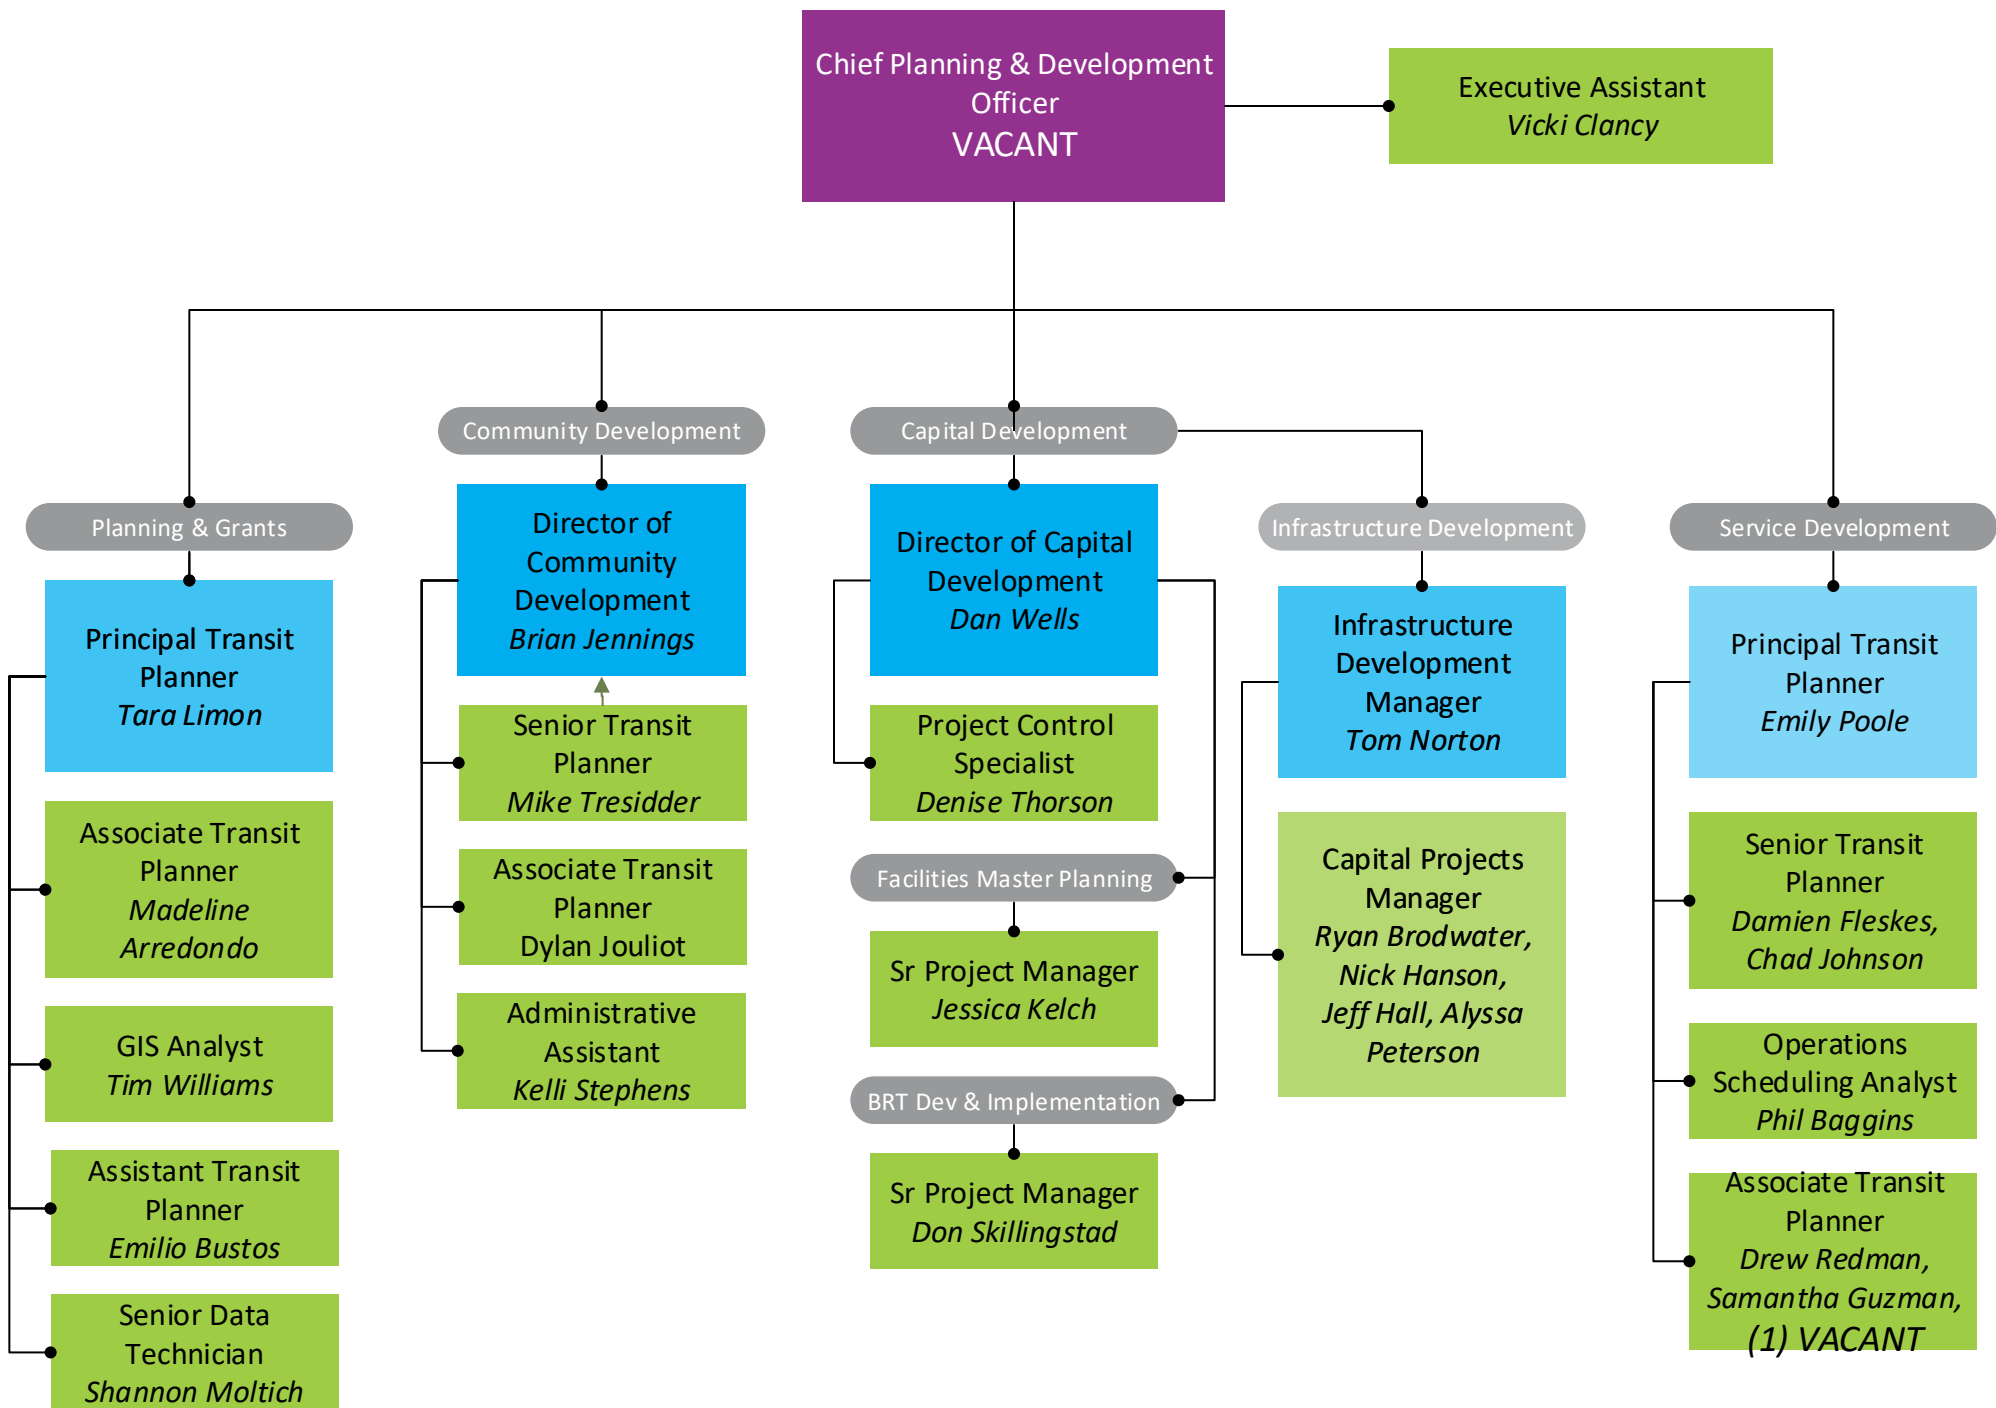 Chief Planning & Development
Officer
VACANT
Executive Assistant
Vicki Clancy
Planning & Grants
Principal Transit
Planner
Tara Limon
Associate Transit
Planner
Madeline
Arredondo
GIS Analyst
Tim Williams
Assistant Transit
Planner
Emilio Bustos
Senior Data
Technician
Shannon Moltich
Community Development
Director of
Community
Development
Brian Jennings
Senior Transit
Planner
Mike Tresidder
Associate Transit
Planner
Dylan Jouliot
Administrative
Assistant
Kelli Stephens
Capital Development
Director of Capital
Development
Dan Wells
Project Control
Specialist
Denise Thorson
Facilities Master Planning
Sr Project Manager
Jessica Kelch
BRT Dev & Implementation
Sr Project Manager
Don Skillingstad
Infrastructure Development
Infrastructure
Development
Manager
Tom Norton
Capital Projects
Manager
Ryan Brodwater,
Nick Hanson,
Jeff Hall, Alyssa
Peterson
Service Development
Principal Transit
Planner
Emily Poole
Senior Transit
Planner
Damien Fleskes,
Chad Johnson
Operations
Scheduling Analyst
Phil Baggins
Associate Transit
Planner
Drew Redman,
Samantha Guzman,
(1) VACANT